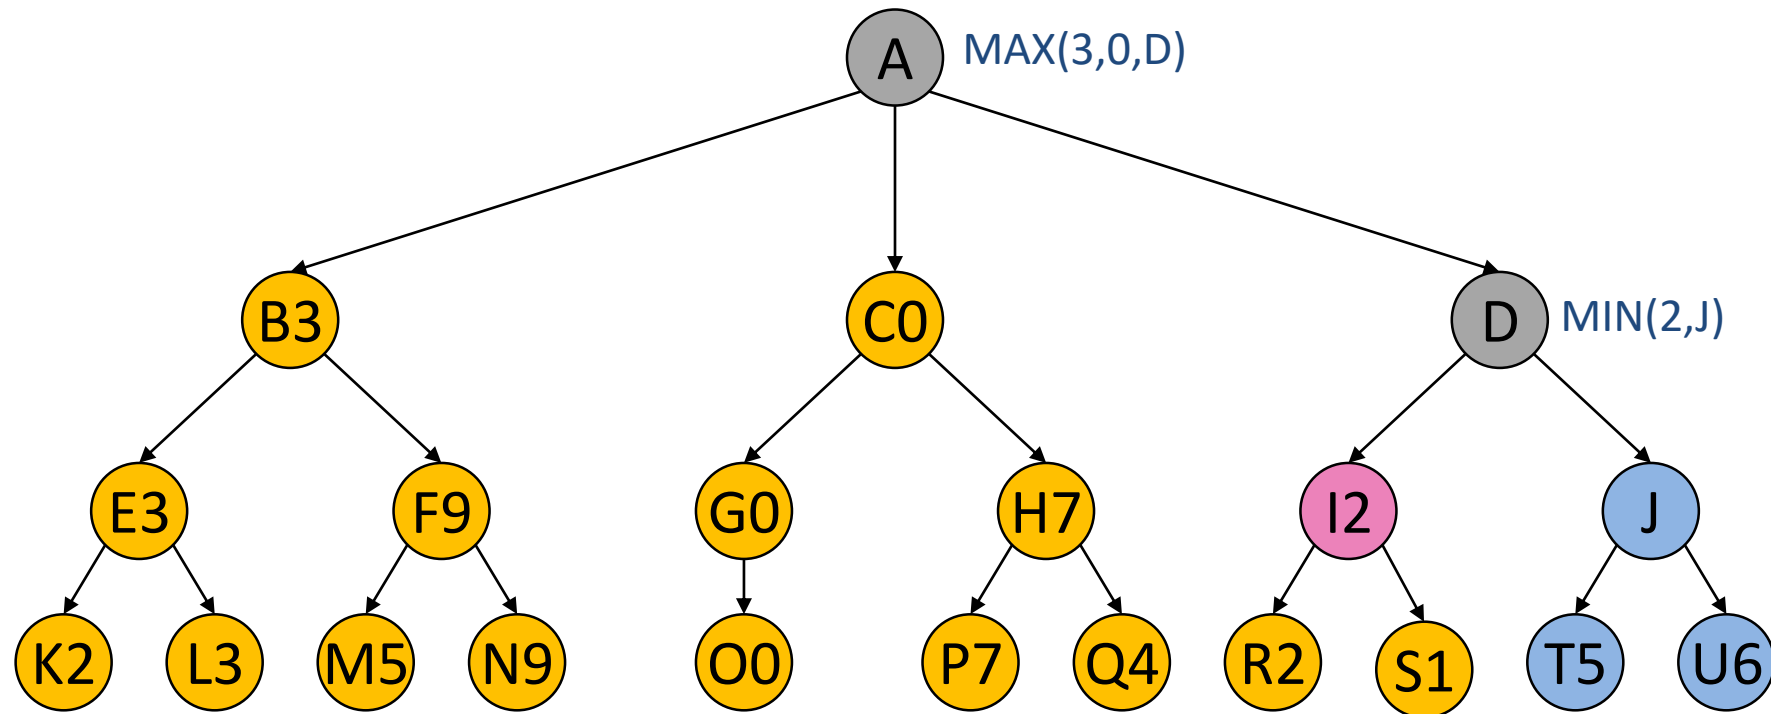 A MAX(3,0,D)
B3 C0 D MIN(2,J)
E3 F9 G0 H7 I2 J
K2 L3 M5 N9 O0 P7 Q4 R2 S1 T5 U6